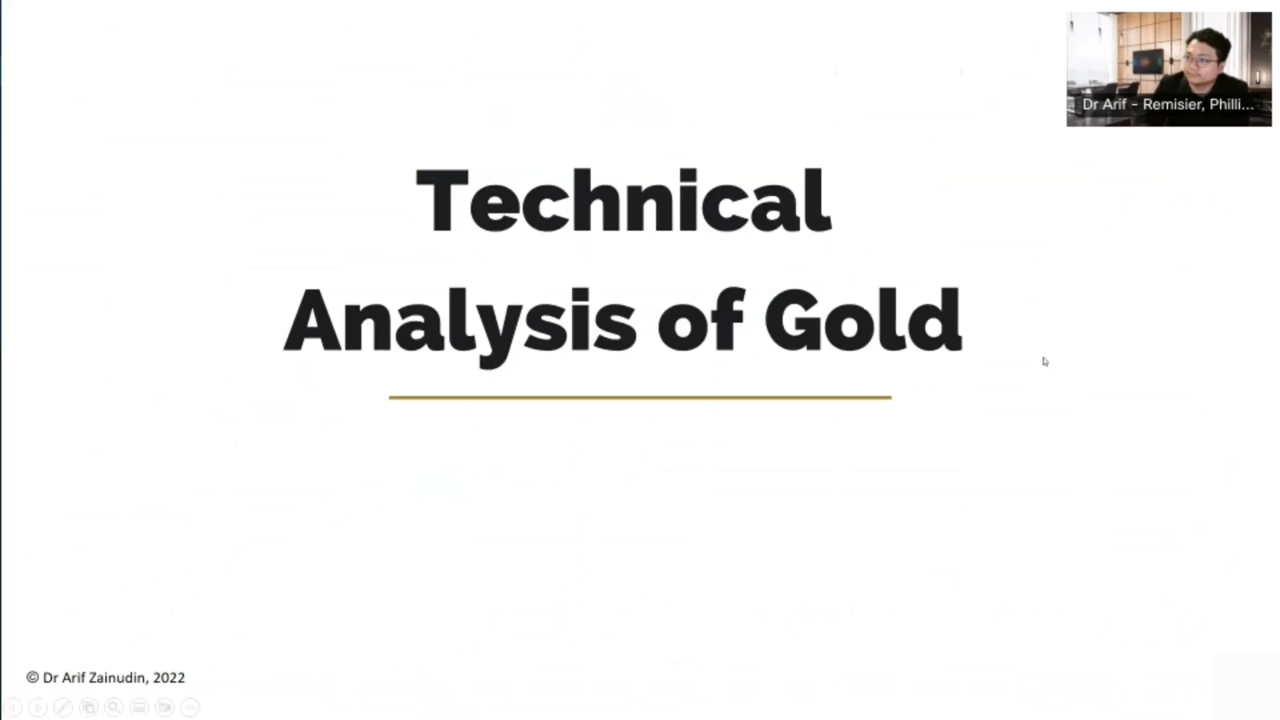 Dr Arif - Remisier, Philli...
Technical
Analysis of Gold
© Dr Arif Zainudin, 2022